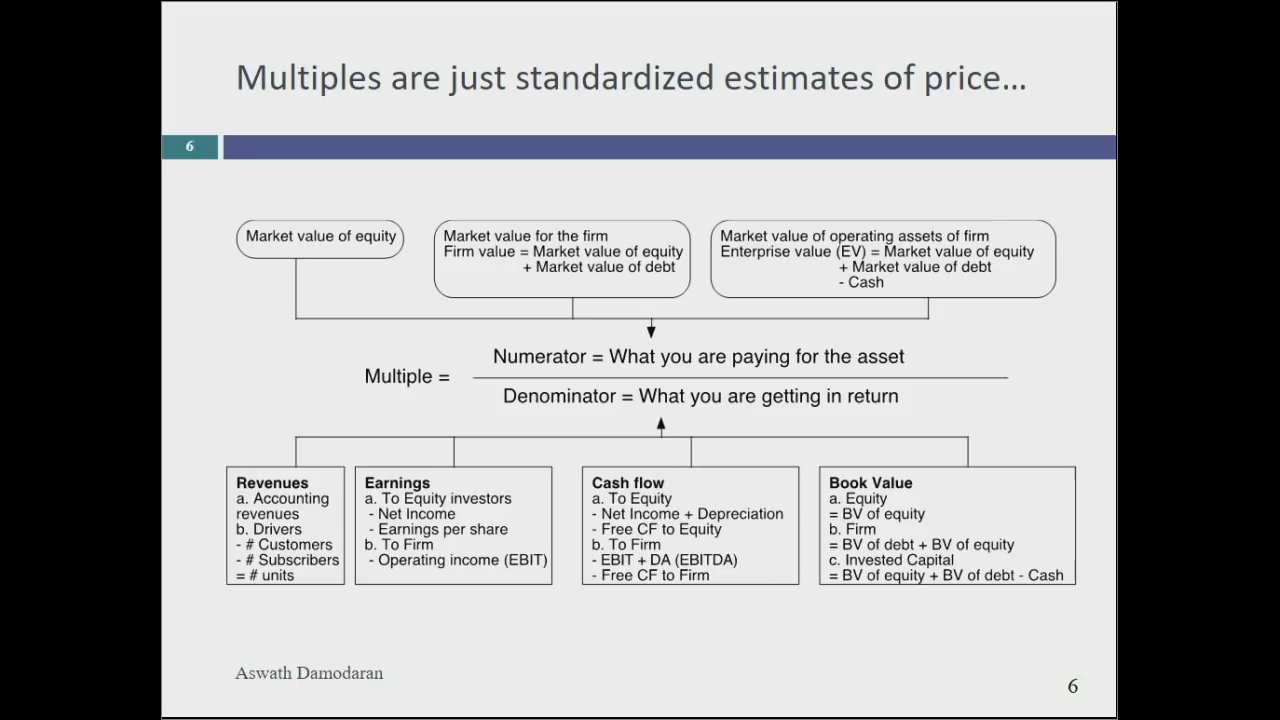 Multiples are just standardized estimates of price…
6
Market value of equity
Market value for the firm
Firm value = Market value of equity
+ Market value of debt
Market value of operating assets of firm
Enterprise value (EV) = Market value of equity
+ Market value of debt
- Cash
Multiple =
Numerator = What you are paying for the asset
Denominator = What you are getting in return
Revenues
a. Accounting
revenues
b. Drivers
- # Customers
- # Subscribers
= # units
Earnings
a. To Equity investors
- Net Income
- Earnings per share
b. To Firm
- Operating income (EBIT)
Cash flow
a. To Equity
- Net Income + Depreciation
- Free CF to Equity
b. To Firm
- EBIT + DA (EBITDA)
- Free CF to Firm
Book Value
a. Equity
= BV of equity
b. Firm
= BV of debt + BV of equity
c. Invested Capital
= BV of equity + BV of debt - Cash
Aswath Damodaran
6